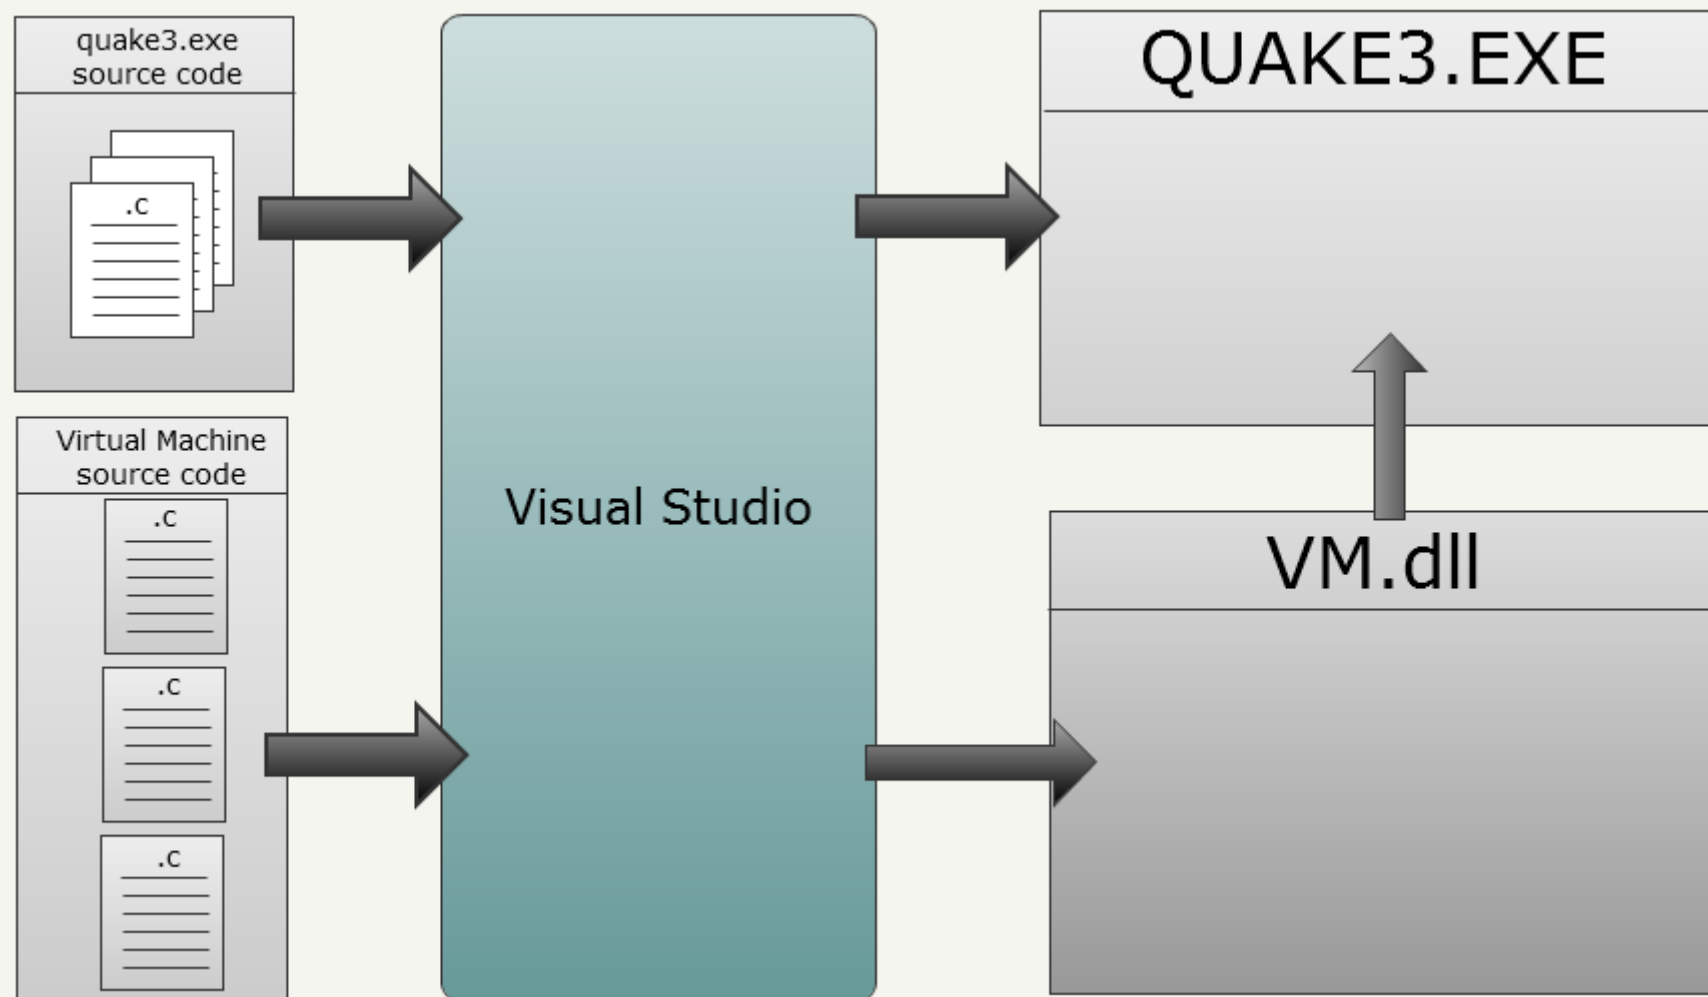 quake3.exe
source code
.c
Virtual Machine
source code
.c
.c
.c
Visual Studio
QUAKE3.EXE
VM.dll